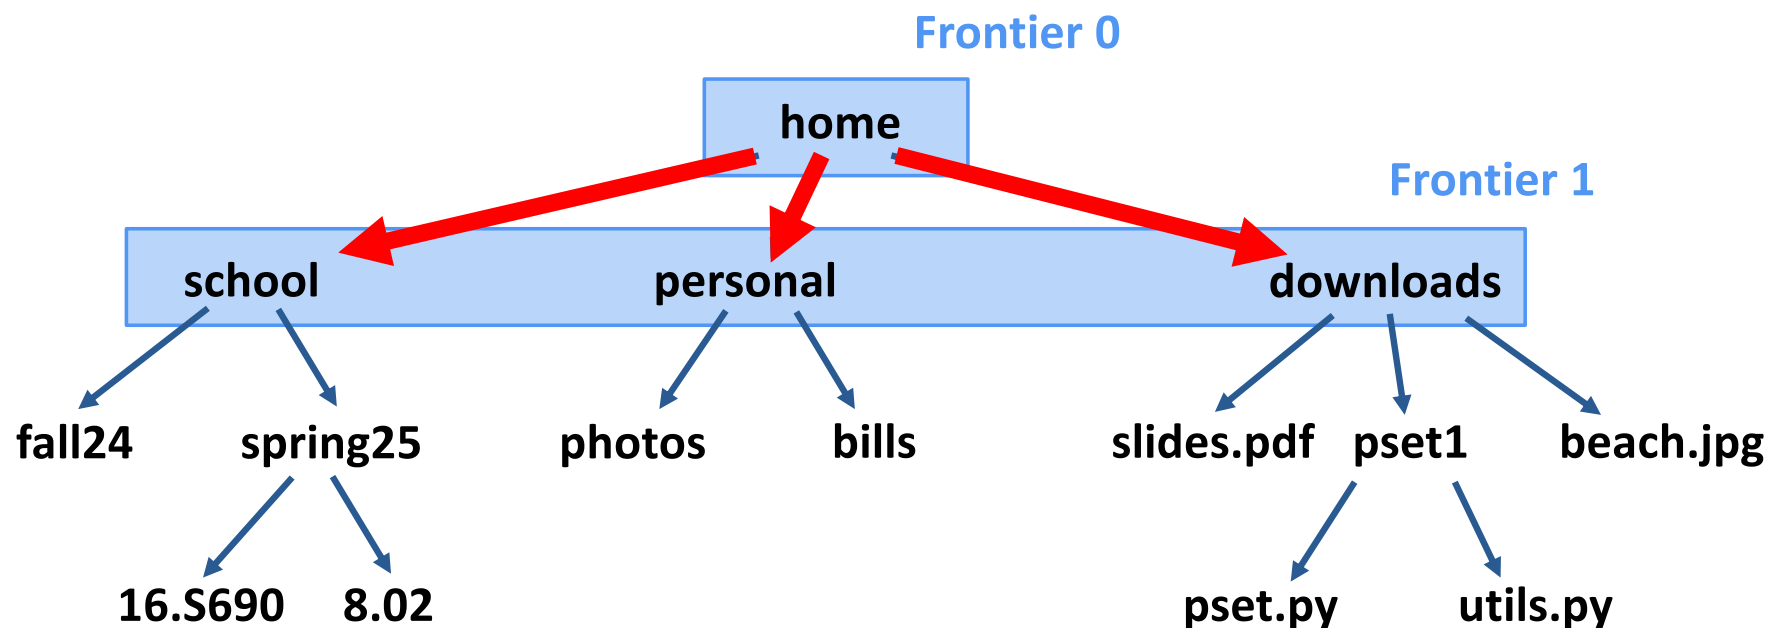 Frontier 0
home
Frontier 1
school personal downloads
fall24 spring25 photos bills slides.pdf pset1 beach.jpg
16.S690 8.02 pset.py utils.py